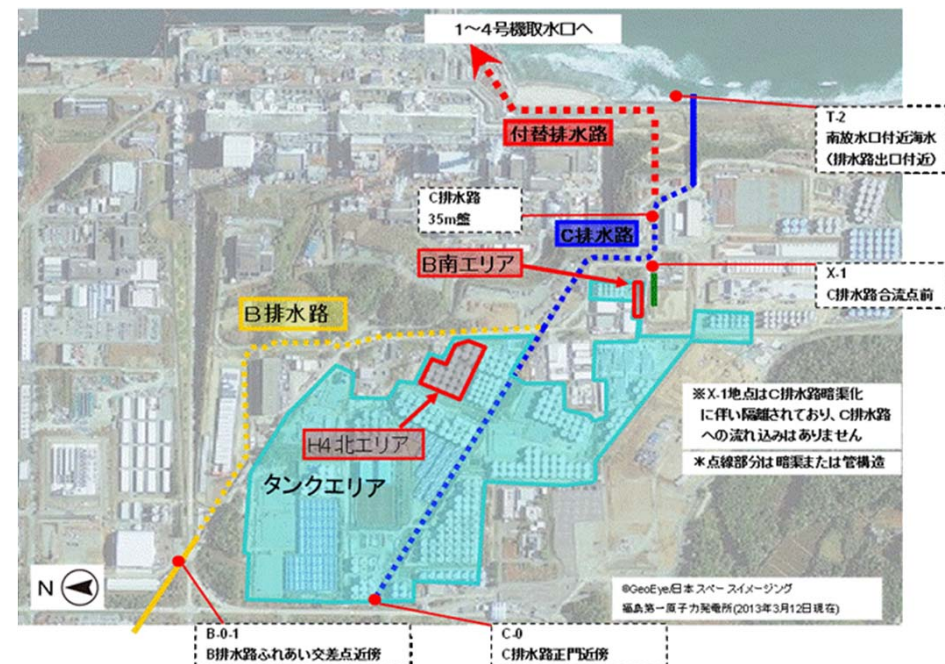 1～4号機取水口へ
付替排水路
T-2
南放水口付近海水
(排水路出口付近)
C排水路
35m盤
C排水路
B南エリア
X-1
C排水路合流点前
B排水路
※X-1地点はC排水路暗渠化
に伴い隔離されており、C排水路
への流れ込みはありません
＊点線部分は暗渠または管構造
H4北エリア
タンクエリア
N
©GeoEye/日本スペースイメージング
福島第一原子力発電所(2013年3月12日現在)
B-0-1
B排水路ふれあい交差点近傍
C-0
C排水路正門近傍